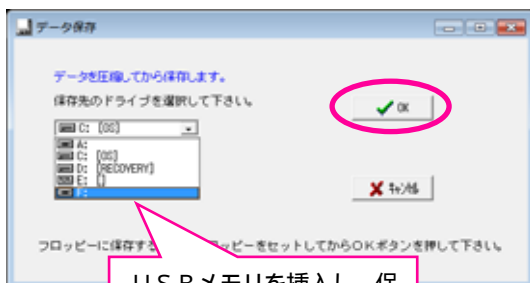 データ保存
データを圧縮してから保存します。
保存先のドライブを選択して下さい。
C: [OS]
A:
C: [OS]
D: [RECOVERY]
E: []
F:
OK
キャンセル
フロッピーに保存する
ッピーをセットしてからOKボタンを押して下さい。
USBメモリを挿入し、保